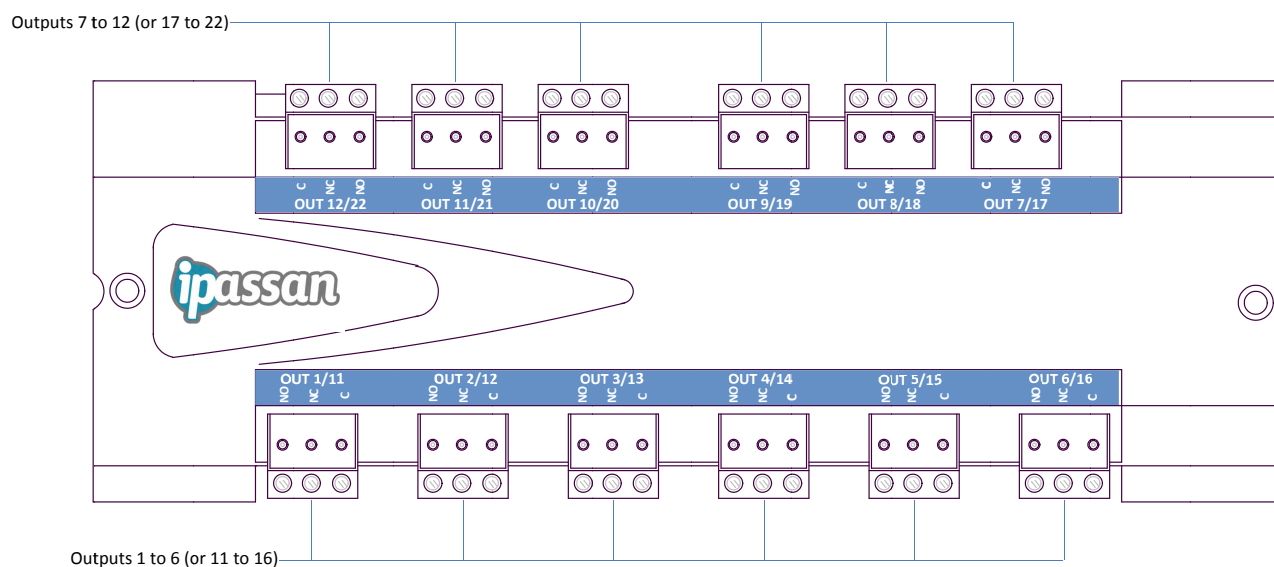 Outputs 7 to 12 (or 17 to 22)
C NC NO C NC NO C NC NO C NC NO C NC NO C NC NO
OUT 12/22 OUT 11/21 OUT 10/20 OUT 9/19 OUT 8/18 OUT 7/17
ipassan
OUT 1/11 OUT 2/12 OUT 3/13 OUT 4/14 OUT 5/15 OUT 6/16
NO NC C NO NC C NO NC C NO NC C NO NC C NO NC C
Outputs 1 to 6 (or 11 to 16)